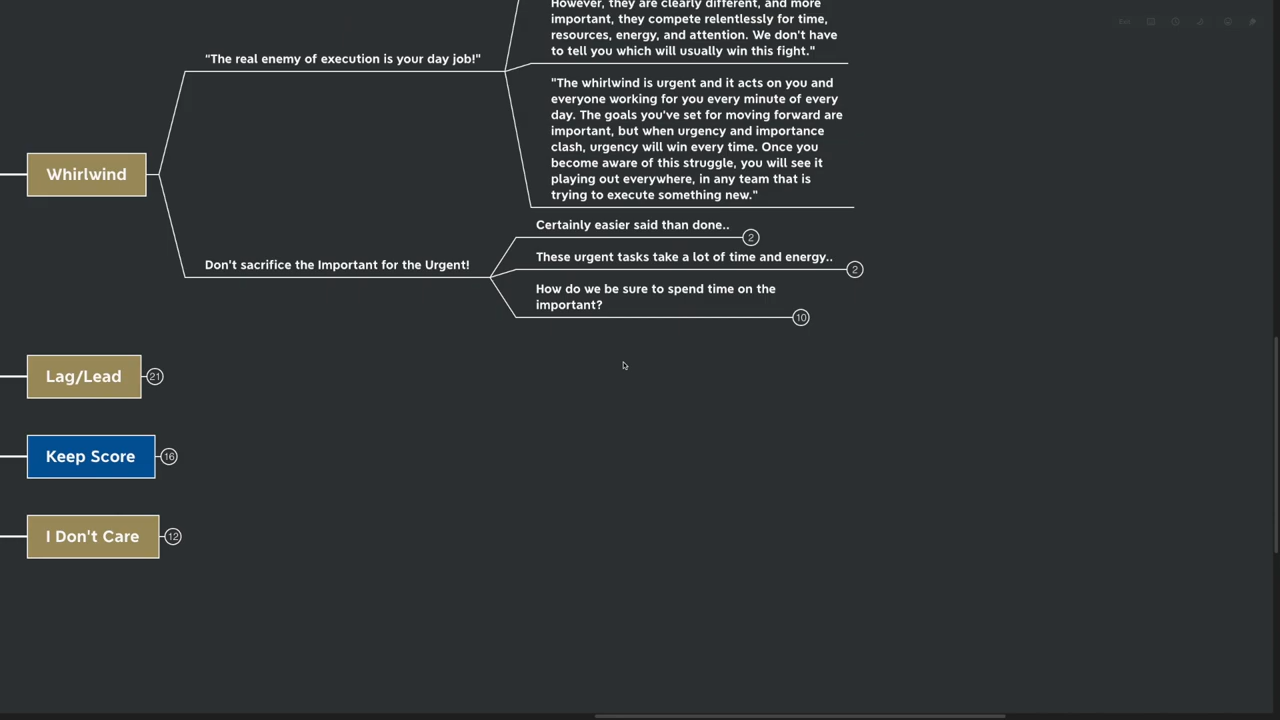 However, they are clearly different, and more
important, they compete relentlessly for time,
resources, energy, and attention. We don't have
to tell you which will usually win this fight."
"The real enemy of execution is your day job!"
"The whirlwind is urgent and it acts on you and
everyone working for you every minute of every
day. The goals you've set for moving forward are
important, but when urgency and importance
clash, urgency will win every time. Once you
become aware of this struggle, you will see it
playing out everywhere, in any team that is
trying to execute something new."
Whirlwind
Certainly easier said than done..
2
These urgent tasks take a lot of time and energy..
2
Don't sacrifice the Important for the Urgent!
How do we be sure to spend time on the
important?
10
Lag/Lead
21
Keep Score
16
I Don't Care
12